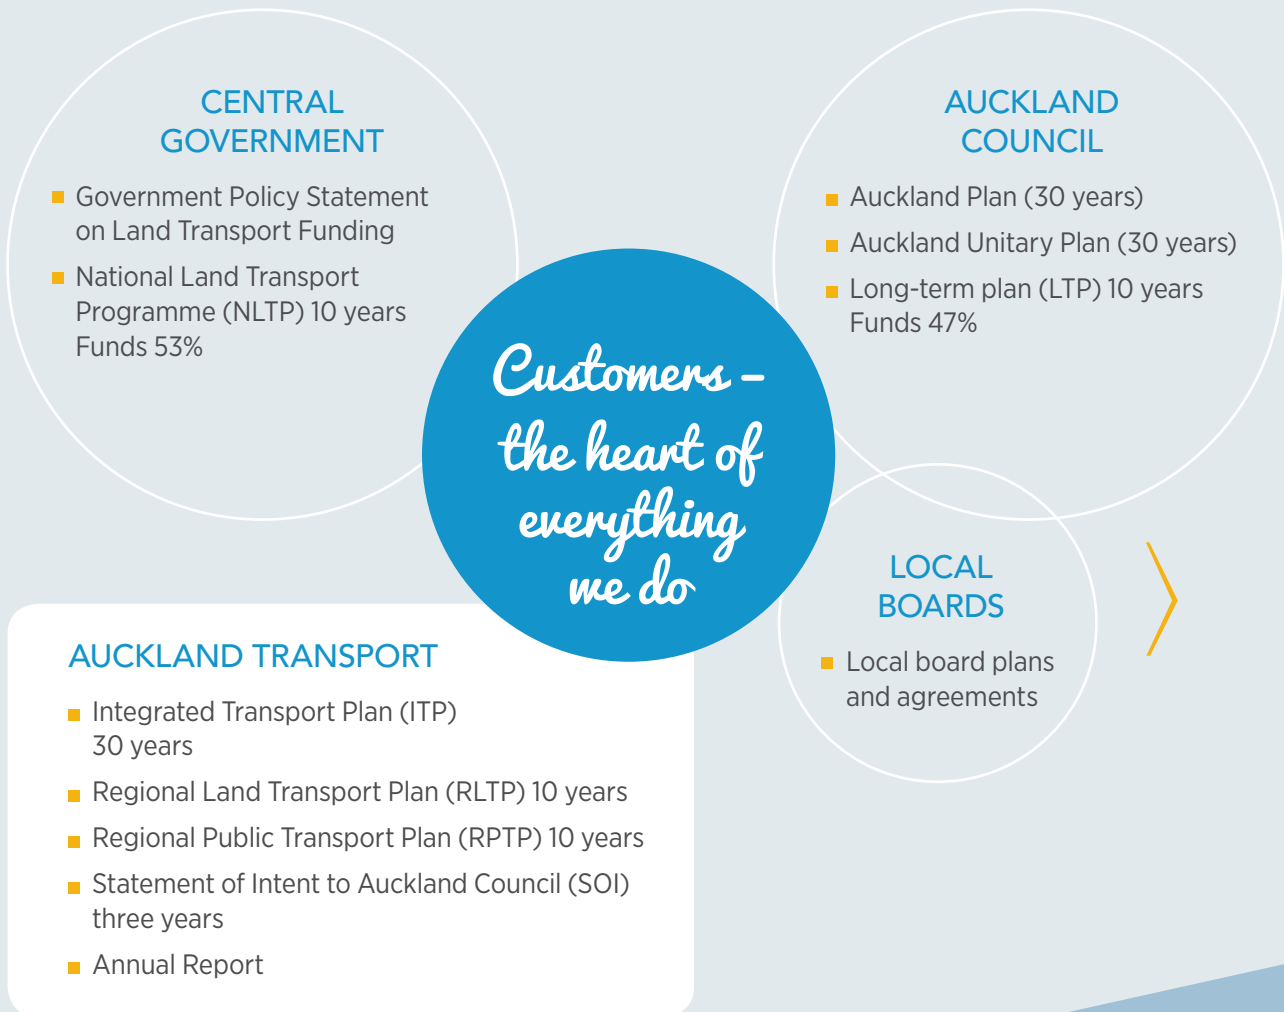 CENTRAL
GOVERNMENT
Government Policy Statement
on Land Transport Funding
National Land Transport
Programme (NLTP) 10 years
Funds 53%
AUCKLAND
COUNCIL
Auckland Plan (30 years)
Auckland Unitary Plan (30 years)
Long-term plan (LTP) 10 years
Funds 47%
Customers –
the heart of
everything
we do
LOCAL
BOARDS
Local board plans
and agreements
AUCKLAND TRANSPORT
Integrated Transport Plan (ITP)
30 years
Regional Land Transport Plan (RLTP) 10 years
Regional Public Transport Plan (RPTP) 10 years
Statement of Intent to Auckland Council (SOI)
three years
Annual Report